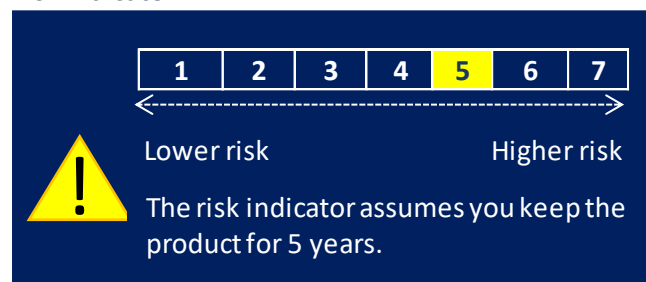 1 2 3 4 5 6 7
Lower risk Higher risk
!
The risk indicator assumes you keep the
product for 5 years.